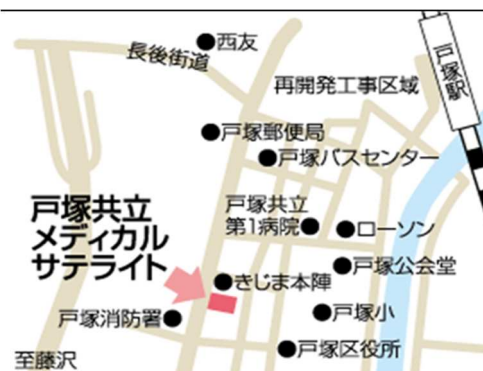 西友
長後街道
戸塚駅
再開発工事区域
戸塚郵便局
戸塚バスセンター
戸塚共立
メディカル
サテライト
戸塚共立
第1病院
ローソン
戸塚公会堂
きじま本陣
戸塚消防署
戸塚小
戸塚区役所
至藤沢